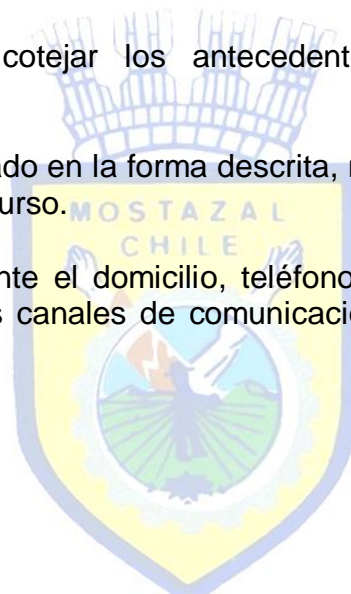 cotejar los antecedent
ado en la forma descrita,
urso.
MOSTAZAL
CHILE
nte el domicilio, teléfono
s canales de comunicació